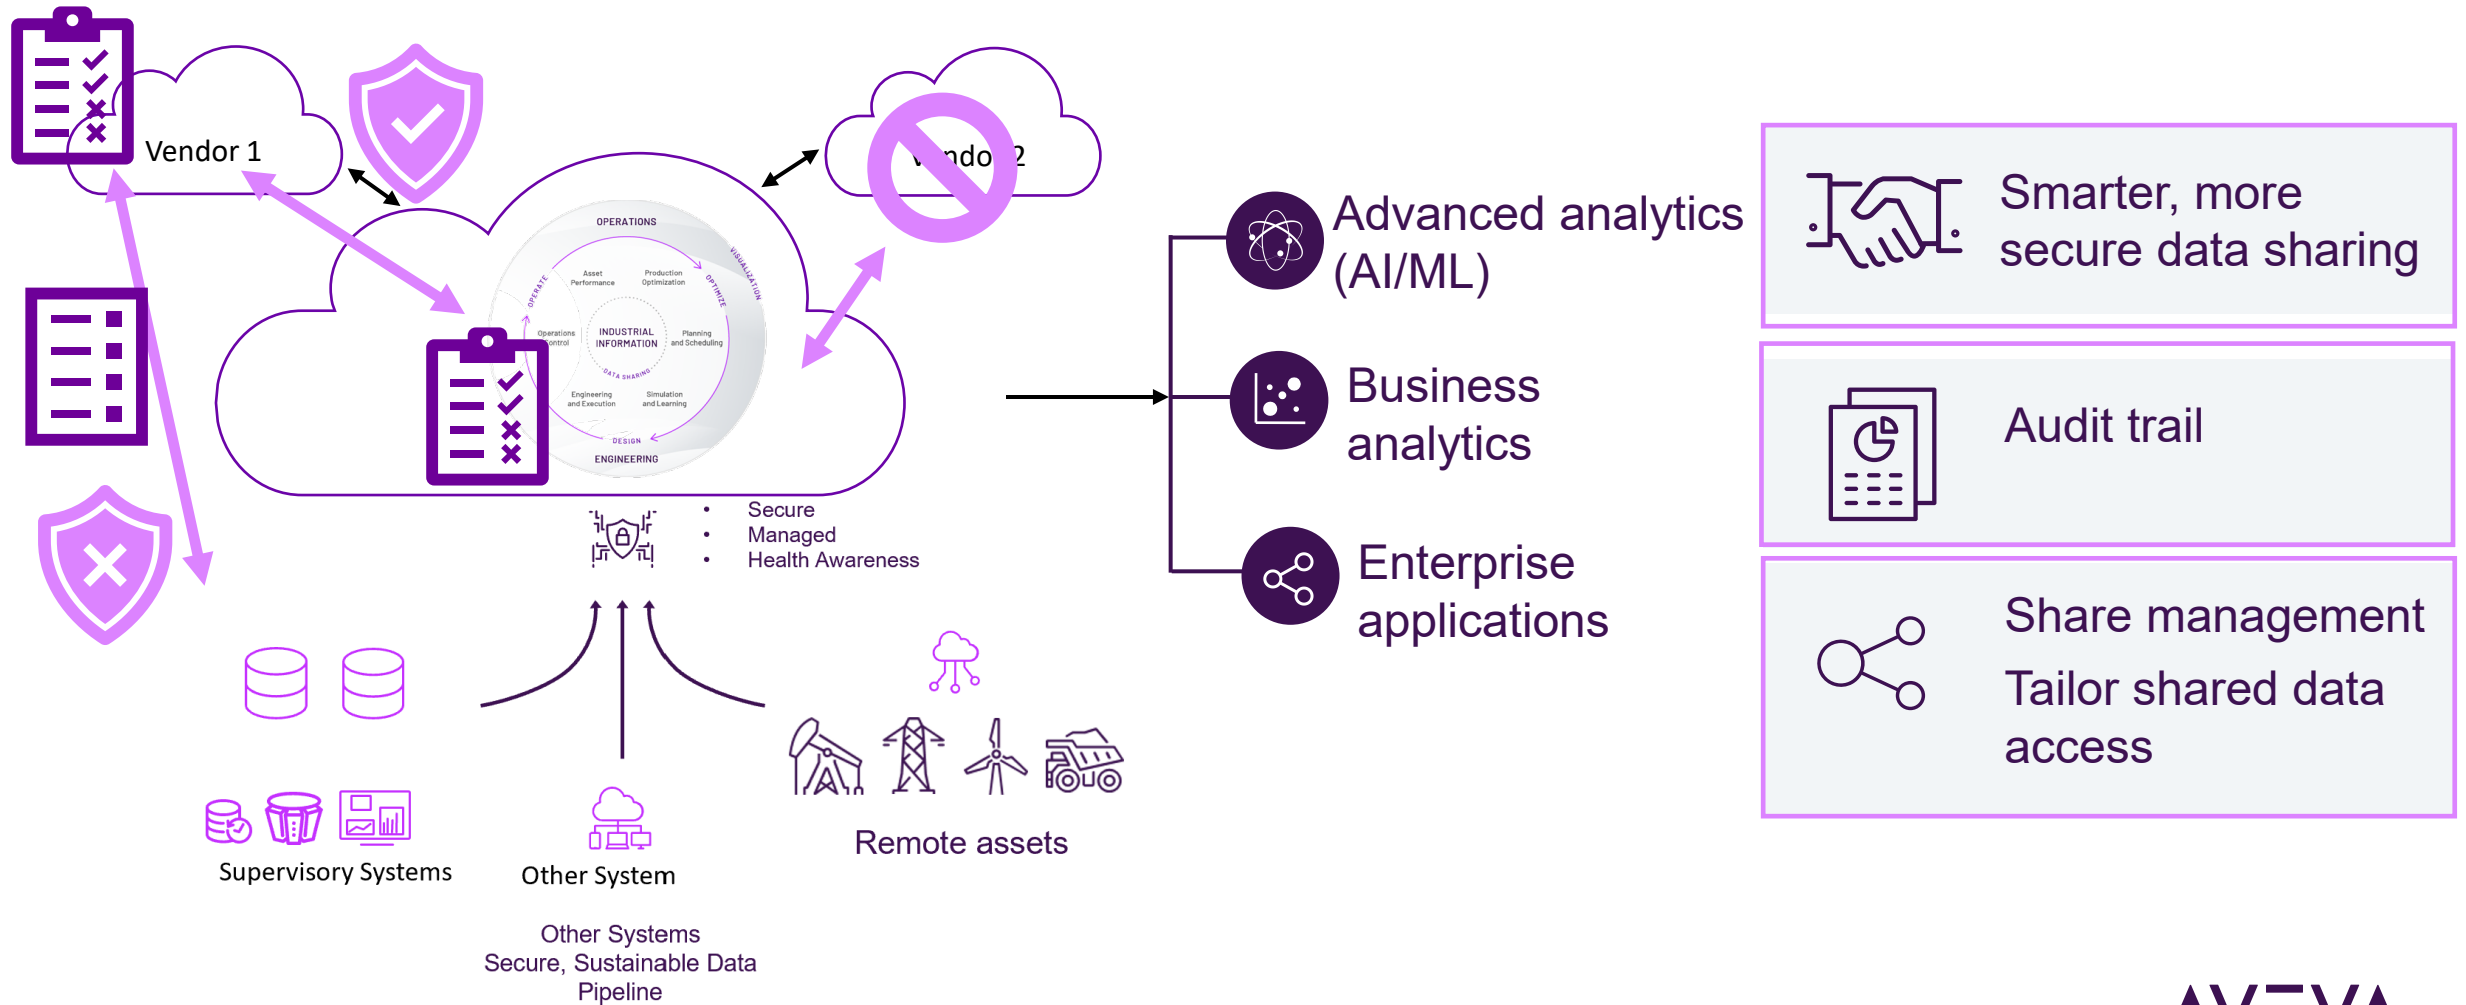 Vendor 1
OPERATIONS
VISUALIZATION
OPERATE
OPTIMIZE
Asset
Performance
Production
Optimization
Operations
INDUSTRIAL
INFORMATION
Planning
and Scheduling
DATA SHARING
Engineering
and Execution
Simulation
and Learning
DESIGN
ENGINEERING
• Secure
• Managed
• Health Awareness
Supervisory Systems
Other System
Other Systems
Secure, Sustainable Data
Pipeline
Remote assets
Advanced analytics
(AI/ML)
Business
analytics
Enterprise
applications
Smarter, more
secure data sharing
Audit trail
Share management
Tailor shared data
access
AVEVA